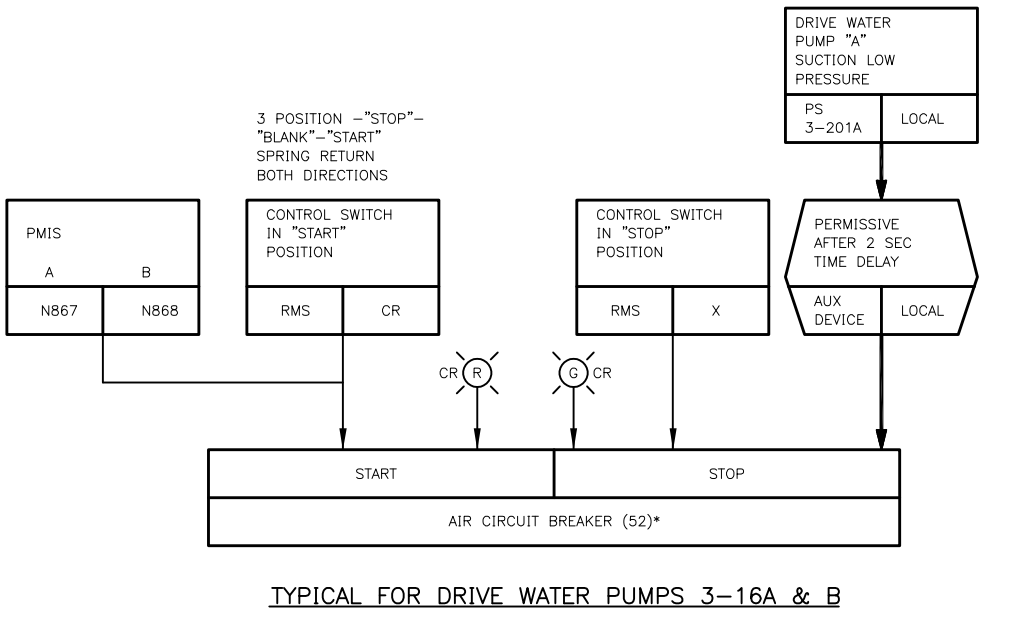 DRIVE WATER
PUMP "A"
SUCTION LOW
PRESSURE
PS
3-201A
LOCAL
3 POSITION -"STOP"-
"BLANK"-"START"
SPRING RETURN
BOTH DIRECTIONS
PMIS
A B
N867 N868
CONTROL SWITCH
IN "START"
POSITION
RMS CR
CONTROL SWITCH
IN "STOP"
POSITION
RMS X
PERMISSIVE
AFTER 2 SEC
TIME DELAY
AUX
DEVICE
LOCAL
CR R
G CR
START STOP
AIR CIRCUIT BREAKER (52)*
TYPICAL FOR DRIVE WATER PUMPS 3-16A & B